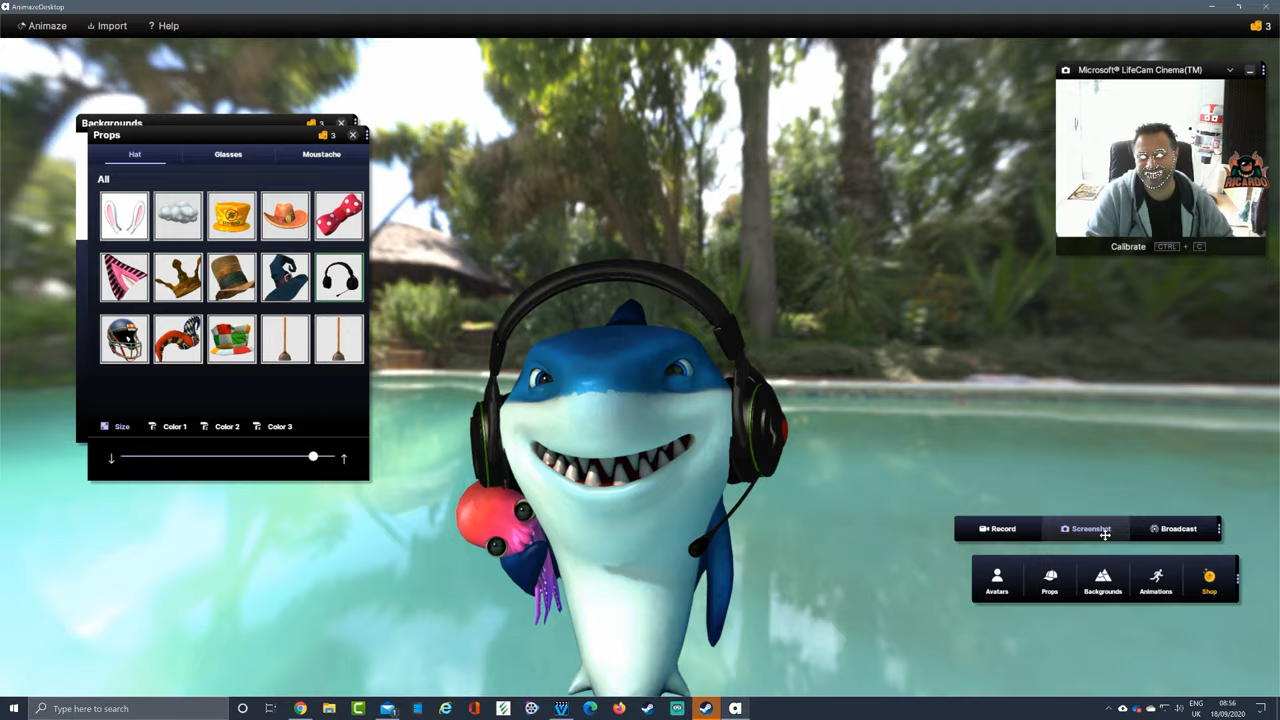 AnimazeDesktop
Animaze Import ? Help 3
Microsoft® LifeCam Cinema(TM)
RICARDO
Calibrate CTRL + C
Backgrounds 3
Props 3
Hat Glasses Moustache
All
Size Color 1 Color 2 Color 3
Record Screenshot Broadcast
Avatars Props Backgrounds Animations Shop
Type here to search
ENG 08:56
UK 18/09/2020